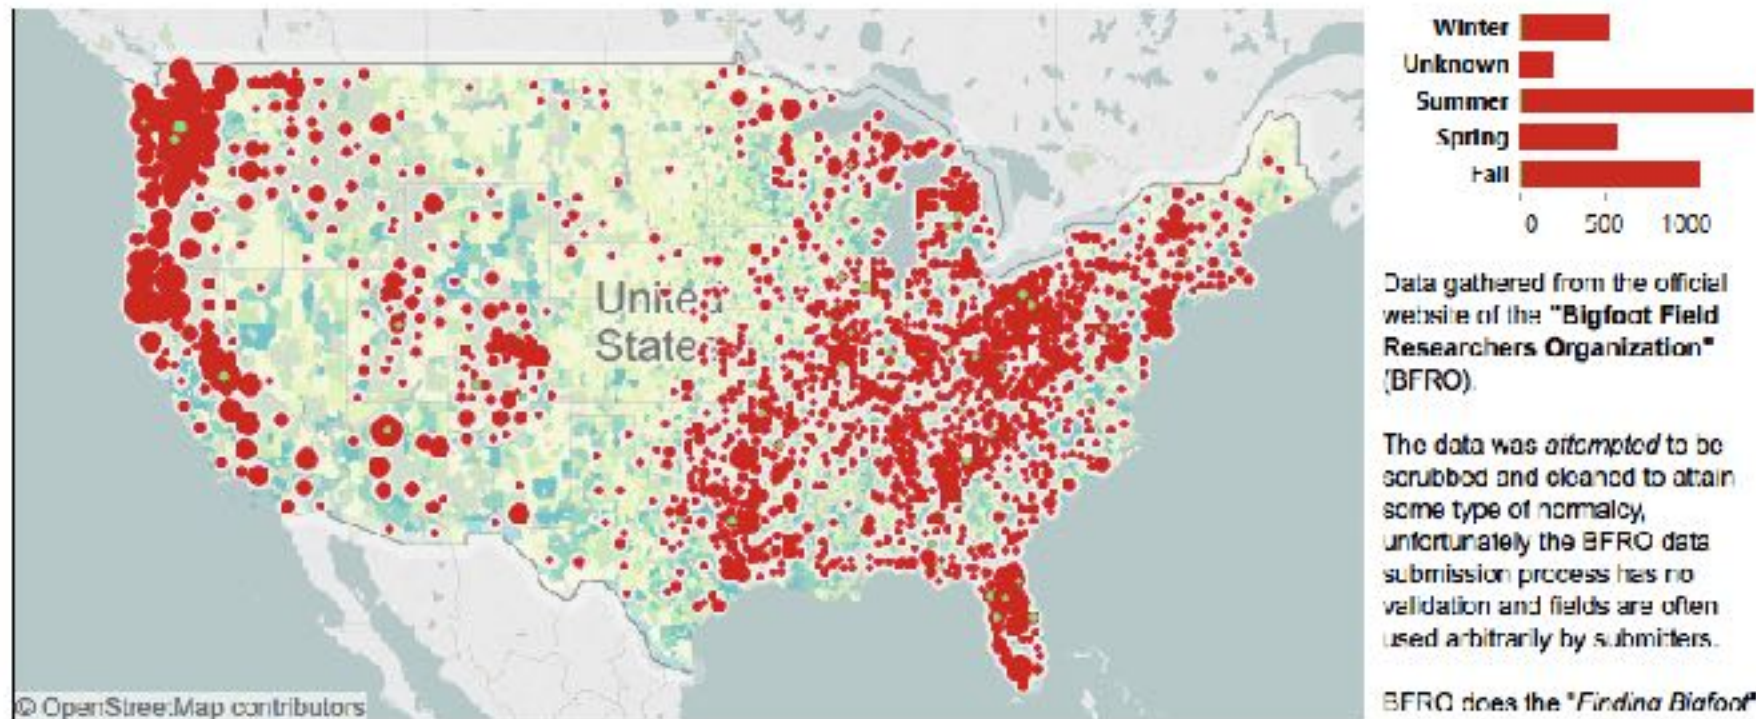 United
States
© OpenStreetMap contributors
Winter
Unknown
Summer
Spring
Fall
0 500 1000
Data gathered from the official
website of the "Bigfoot Field
Researchers Organization"
(BFRO).
The data was attempted to be
scrubbed and cleaned to attain
some type of normalcy,
unfortunately the BFRO data
submission process has no
validation and fields are often
used arbitrarily by submitters.
BFRO does the "Finding Bigfoot"